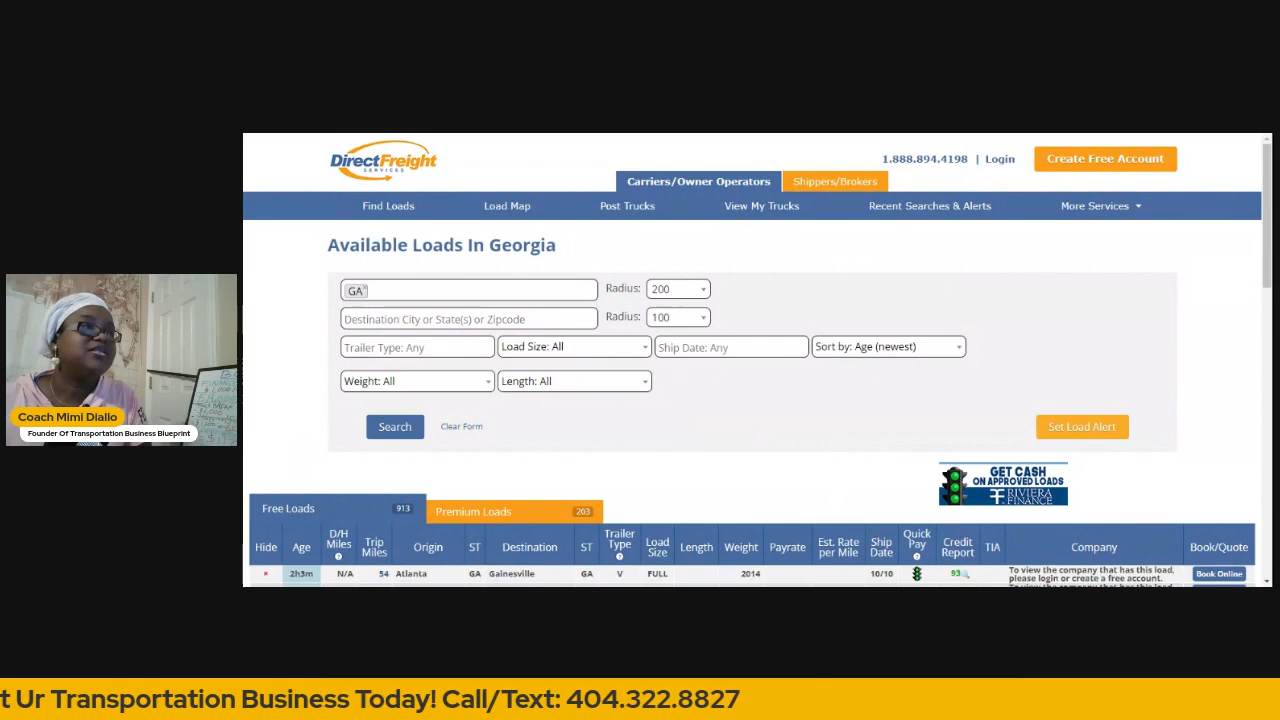 DirectFreight
SERVICES
1.888.894.4198 | Login
Create Free Account
Carriers/Owner Operators
Shippers/Brokers
Find Loads
Load Map
Post Trucks
View My Trucks
Recent Searches & Alerts
More Services
Available Loads In Georgia
GA
Radius: 200
Destination City or State(s) or Zipcode
Radius: 100
Trailer Type: Any
Load Size: All
Ship Date: Any
Sort by: Age (newest)
Weight: All
Length: All
Search
Clear Form
Set Load Alert
GET CASH
ON APPROVED LOADS
RIVIERA
FINANCE
Free Loads 913
Premium Loads 203
Hide Age D/H Miles Trip Miles Origin ST Destination ST Trailer Type Load Size Length Weight Payrate Est. Rate per Mile Ship Date Quick Pay Credit Report TIA Company Book/Quote
× 2h3m N/A 54 Atlanta GA Gainesville GA V FULL 2014 10/10 93 To view the company that has this load, please login or create a free account. Book Online
Coach Mimi Diallo
Founder Of Transportation Business Blueprint
t Ur Transportation Business Today! Call/Text: 404.322.8827